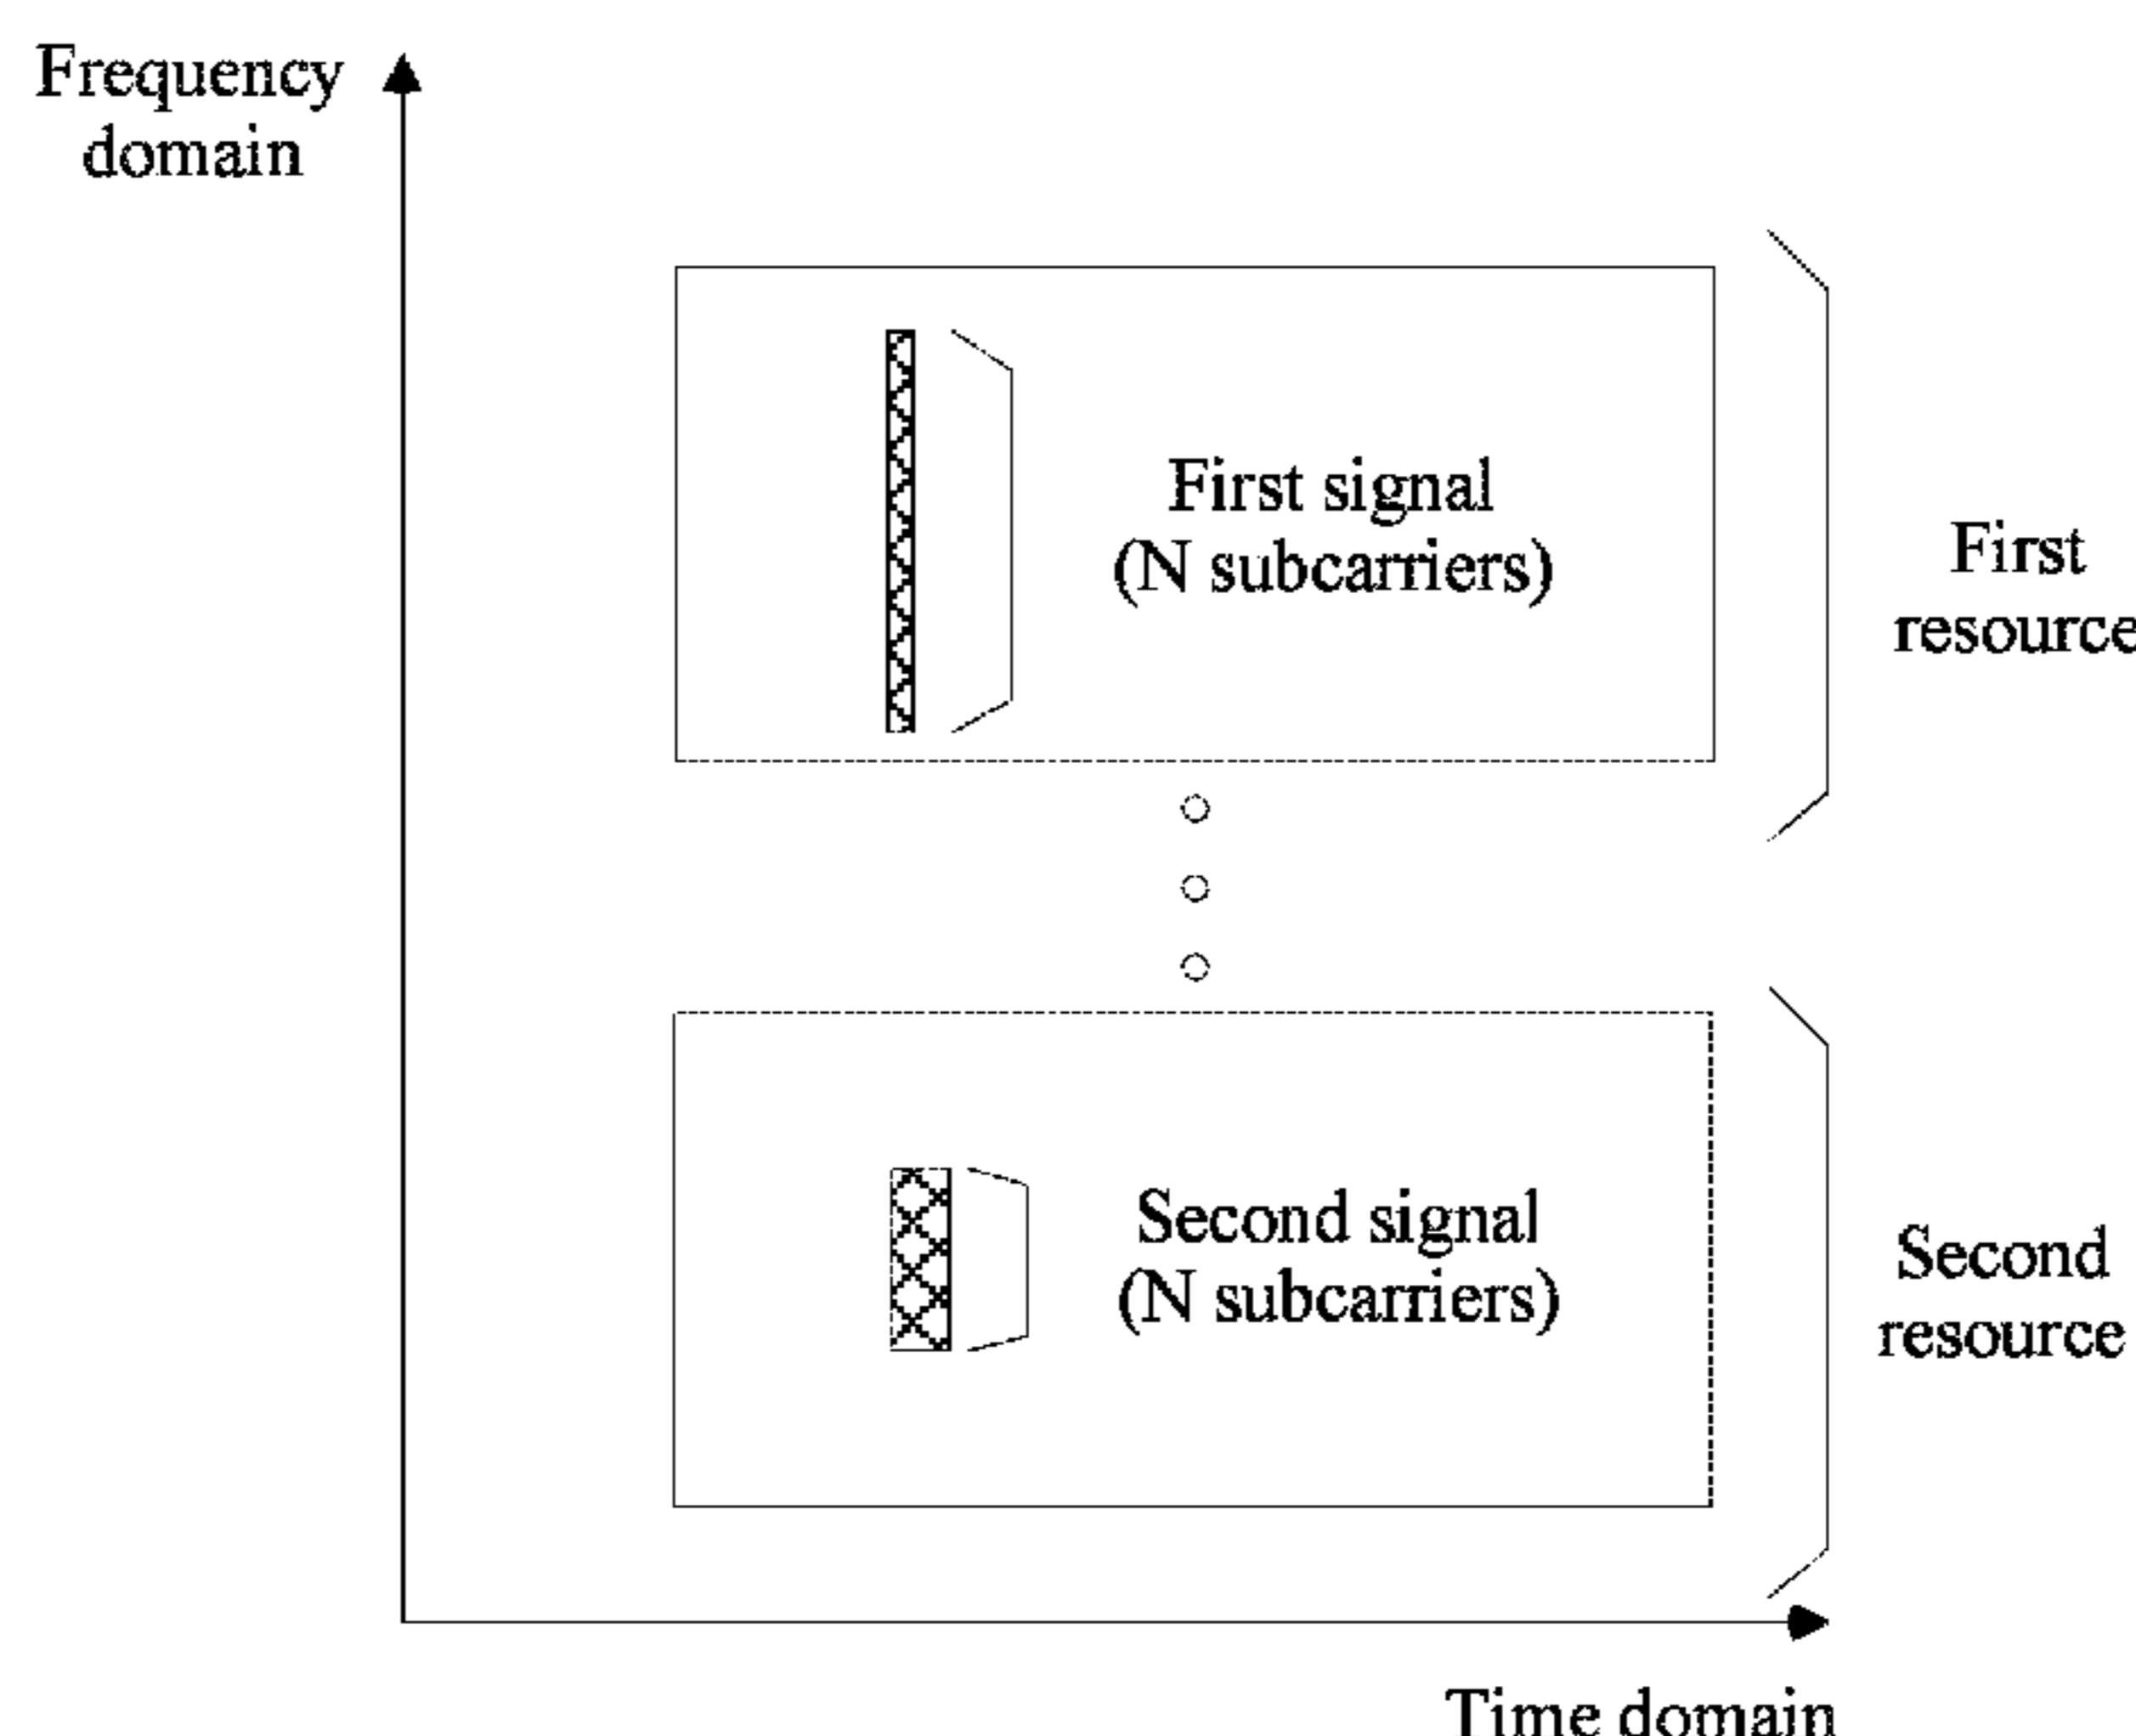 Frequency
domain
First signal
(N subcarriers)
First
resource
Second signal
(N subcarriers)
Second
resource
Time domain